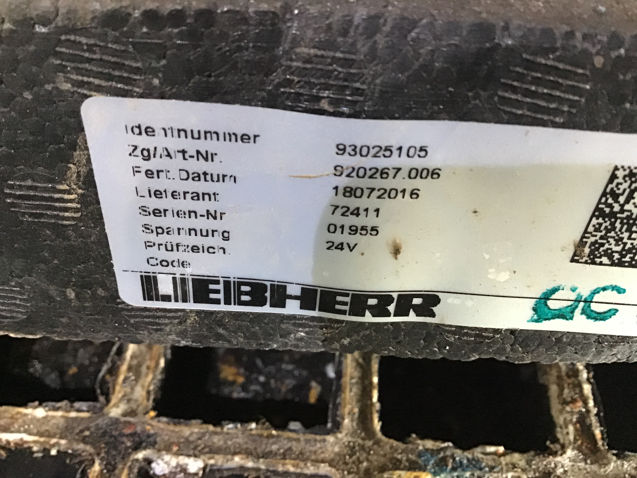 Identnummer 93025105
Zg/Art-Nr. 920267.006
Fert.Datum 18072016
Lieferant 72411
Serien-Nr 01955
Spannung 24V
Prüfzeich.
Code
LIEBHERR
QC